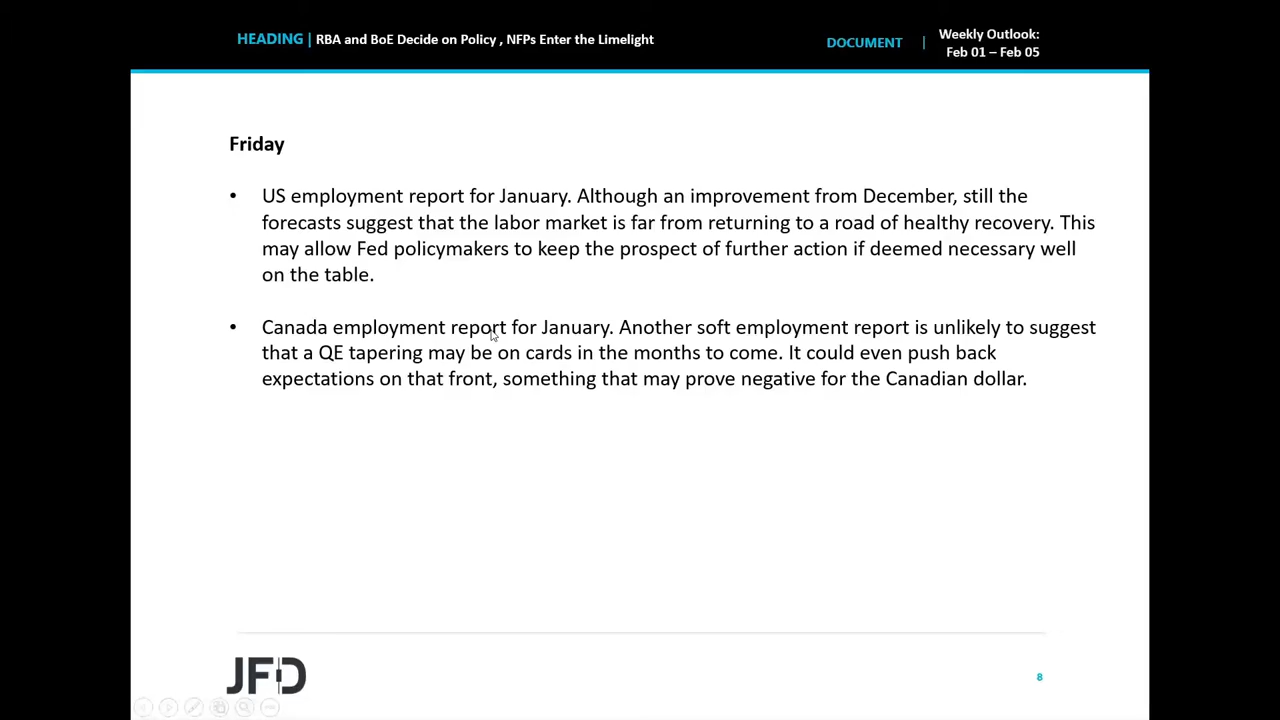 HEADING | RBA and BoE Decide on Policy , NFPs Enter the Limelight
DOCUMENT | Weekly Outlook:
Feb 01 – Feb 05
Friday
• US employment report for January. Although an improvement from December, still the
forecasts suggest that the labor market is far from returning to a road of healthy recovery. This
may allow Fed policymakers to keep the prospect of further action if deemed necessary well
on the table.
• Canada employment report for January. Another soft employment report is unlikely to suggest
that a QE tapering may be on cards in the months to come. It could even push back
expectations on that front, something that may prove negative for the Canadian dollar.
JFD
8